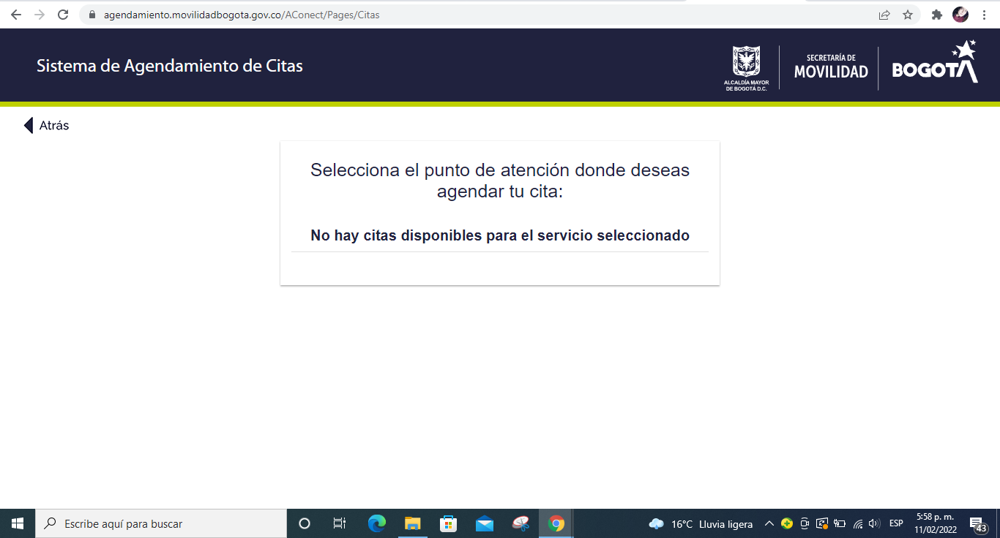 agendamiento.movilidadbogota.gov.co/AConect/Pages/Citas
Sistema de Agendamiento de Citas
ALCALDÍA MAYOR
DE BOGOTÁ D.C.
SECRETARÍA DE
MOVILIDAD
BOGOTÁ
Atrás
Selecciona el punto de atención donde deseas
agendar tu cita:
No hay citas disponibles para el servicio seleccionado
Escribe aquí para buscar
16°C Lluvia ligera
ESP
5:58 p. m.
11/02/2022
43